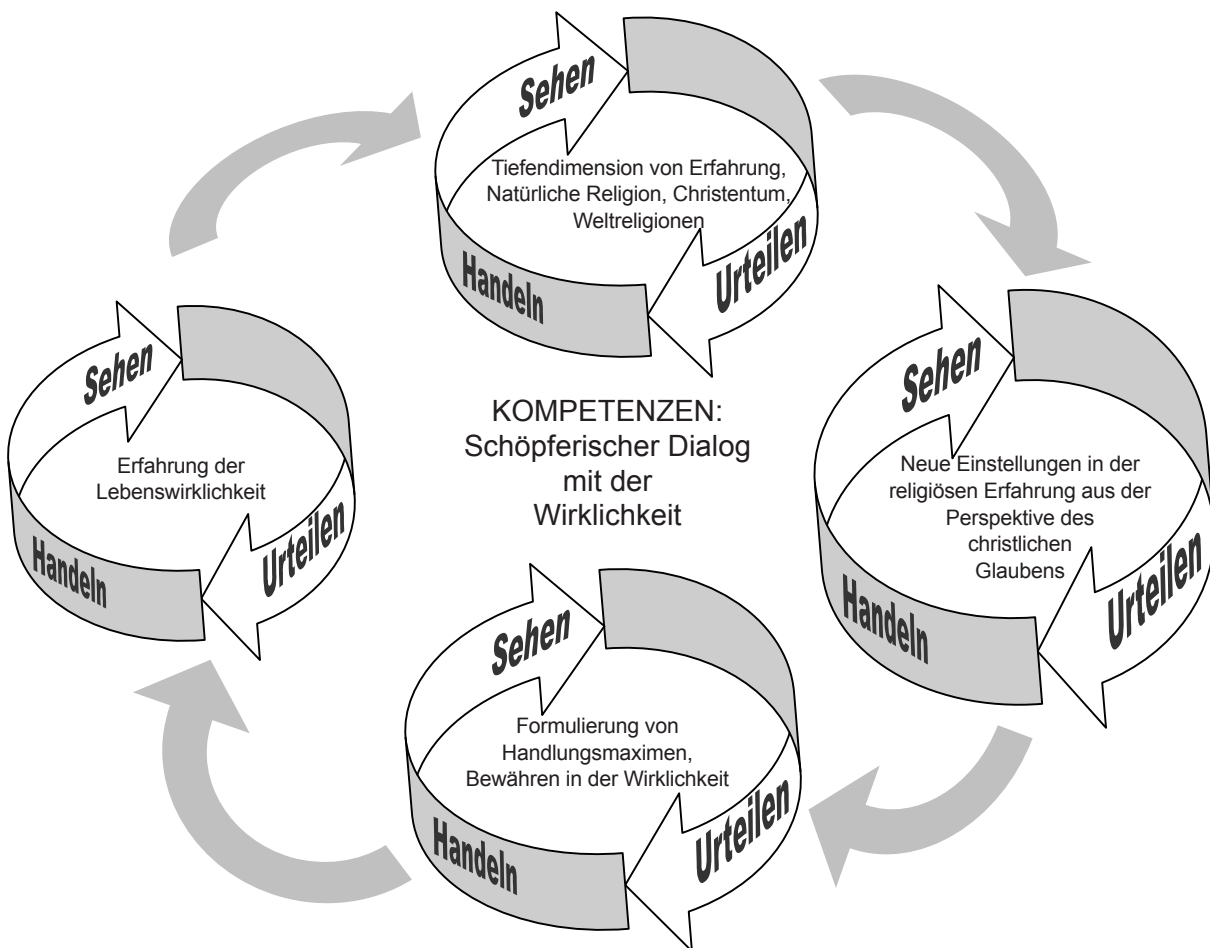 Sehen
Tiefendimension von Erfahrung,
Natürliche Religion, Christentum,
Weltreligionen
Handeln
Urteilen
Sehen
Erfahrung der
Lebenswirklichkeit
Handeln
Urteilen
KOMPETENZEN:
Schöpferischer Dialog
mit der
Wirklichkeit
Sehen
Neue Einstellungen in der
religiösen Erfahrung aus der
Perspektive des
christlichen
Glaubens
Handeln
Urteilen
Sehen
Formulierung von
Handlungsmaximen,
Bewähren in der Wirklichkeit
Handeln
Urteilen